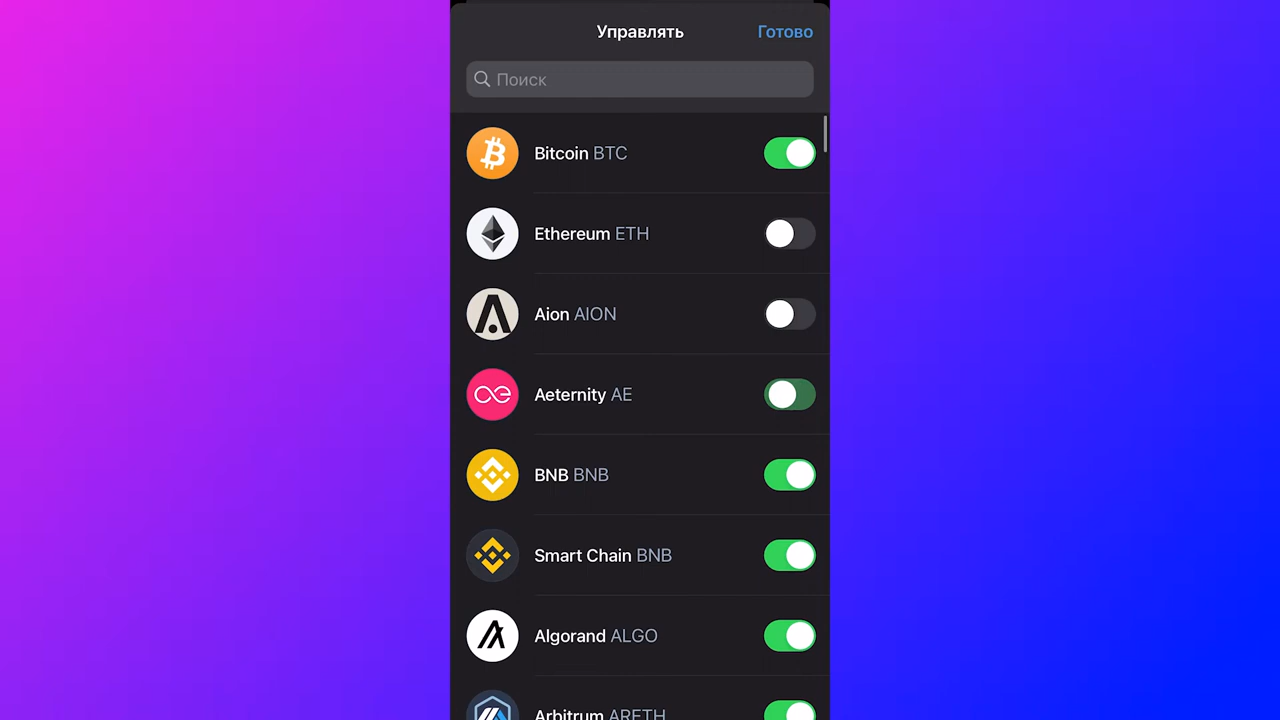 Управлять
Готово
Поиск
Bitcoin BTC
Ethereum ETH
Aion AION
Aeternity AE
BNB BNB
Smart Chain BNB
Algorand ALGO
Arbitrum ARETH